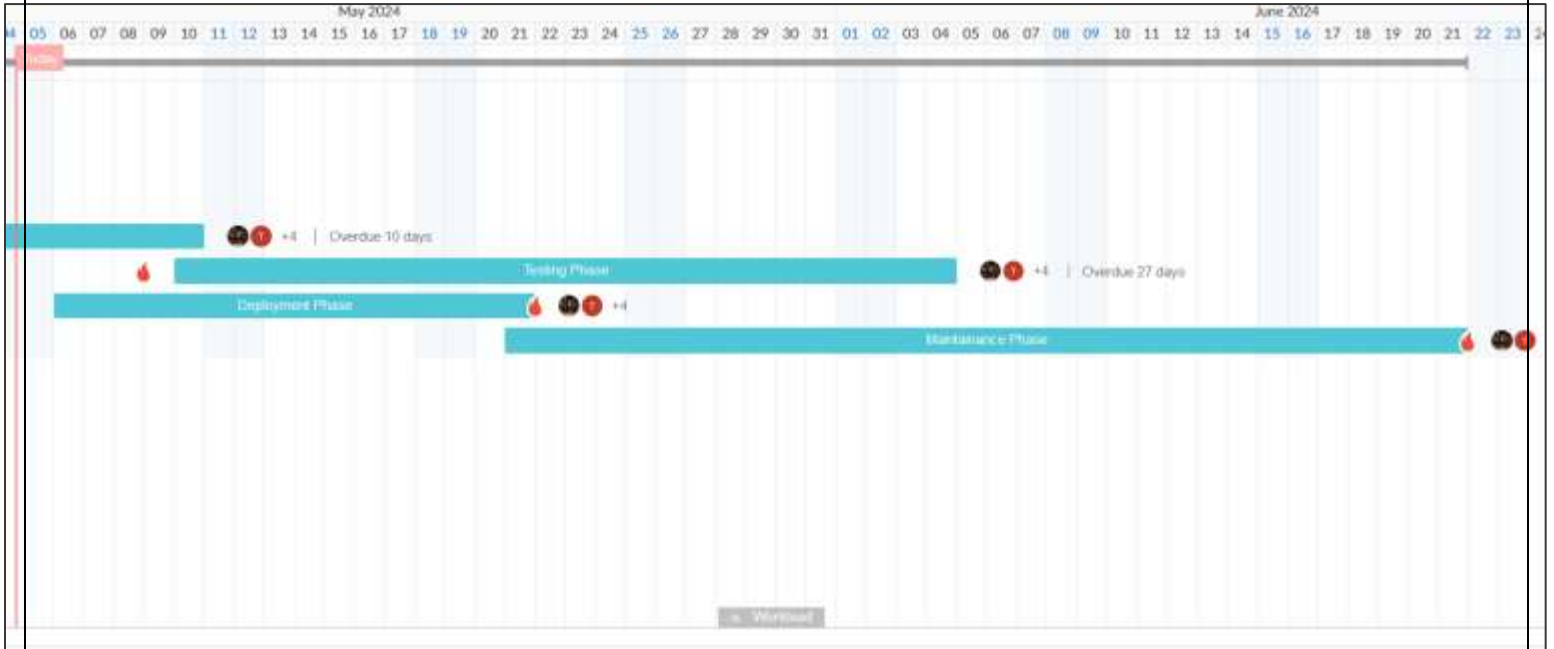 May 2024 June 2024
05 06 07 08 09 10 11 12 13 14 15 16 17 18 19 20 21 22 23 24 25 26 27 28 29 30 31 01 02 03 04 05 06 07 08 09 10 11 12 13 14 15 16 17 18 19 20 21 22 23
Today
+4 | Overdue 10 days
Testing Phase +4 | Overdue 27 days
Deployment Phase +4
Maintainance Phase
Workload